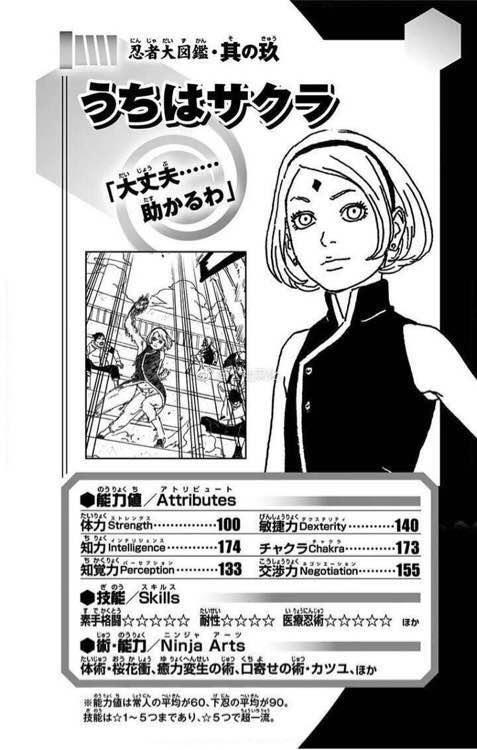 忍者大図鑑・其の玖
うちはサクラ
「大丈夫……
助かるわ」
能力値／Attributes
体力 Strength…………100
敏捷力 Dexterity…………140
知力 Intelligence…………174
チャクラ Chakra…………173
知覚力 Perception…………133
交渉力 Negotiation…………155
技能／Skills
素手格闘☆☆☆☆☆ 耐性☆☆☆☆☆ 医療忍術☆☆☆☆☆ ほか
術・能力／Ninja Arts
体術・桜花衝、癒力変生の術、口寄せの術・カツユ、ほか
※能力値は常人の平均が60、下忍の平均が90。
技能は☆1～5つまであり、☆5つで超一流。